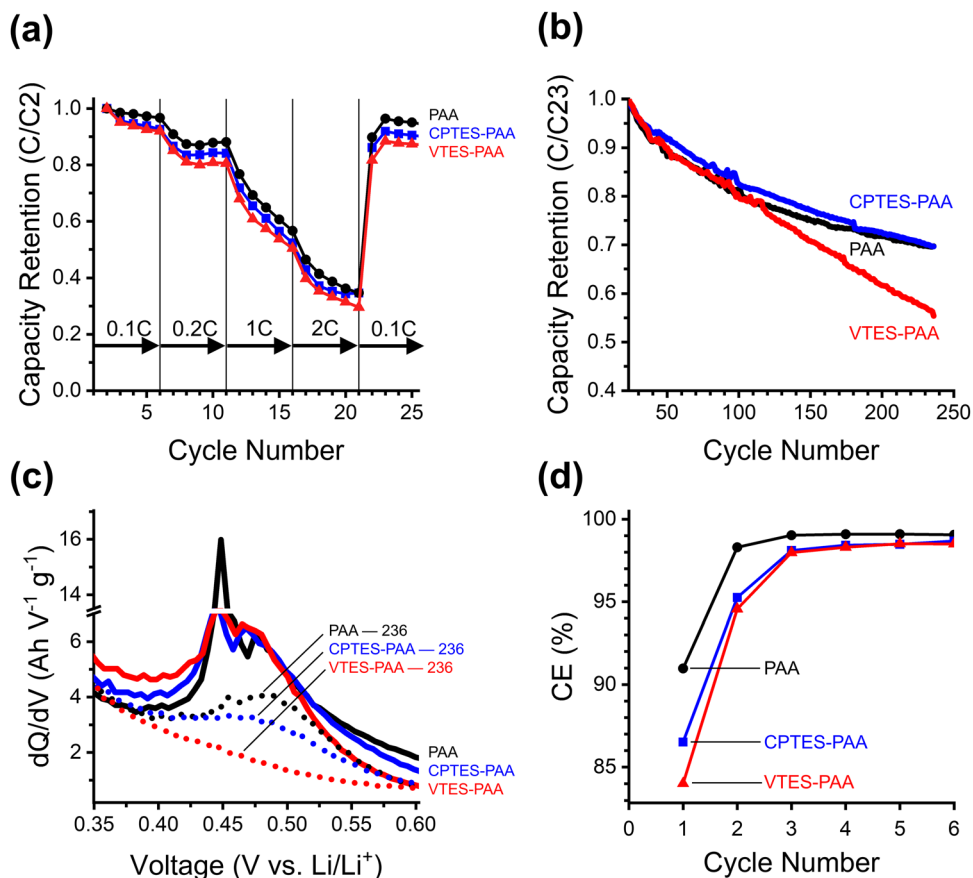 (a)
Capacity Retention (C/C2)
1.0
0.8
0.6
0.4
0.2
0.0
PAA
CPTES-PAA
VTES-PAA
0.1C 0.2C 1C 2C 0.1C
5 10 15 20 25
Cycle Number
(b)
Capacity Retention (C/C23)
1.0
0.9
0.8
0.7
0.6
0.5
0.4
CPTES-PAA
PAA
VTES-PAA
50 100 150 200 250
Cycle Number
(c)
dQ/dV (Ah V⁻¹ g⁻¹)
16
14
6
4
2
PAA — 236
CPTES-PAA — 236
VTES-PAA — 236
PAA
CPTES-PAA
VTES-PAA
0.35 0.40 0.45 0.50 0.55 0.60
Voltage (V vs. Li/Li⁺)
(d)
CE (%)
100
95
90
85
PAA
CPTES-PAA
VTES-PAA
0 1 2 3 4 5 6
Cycle Number